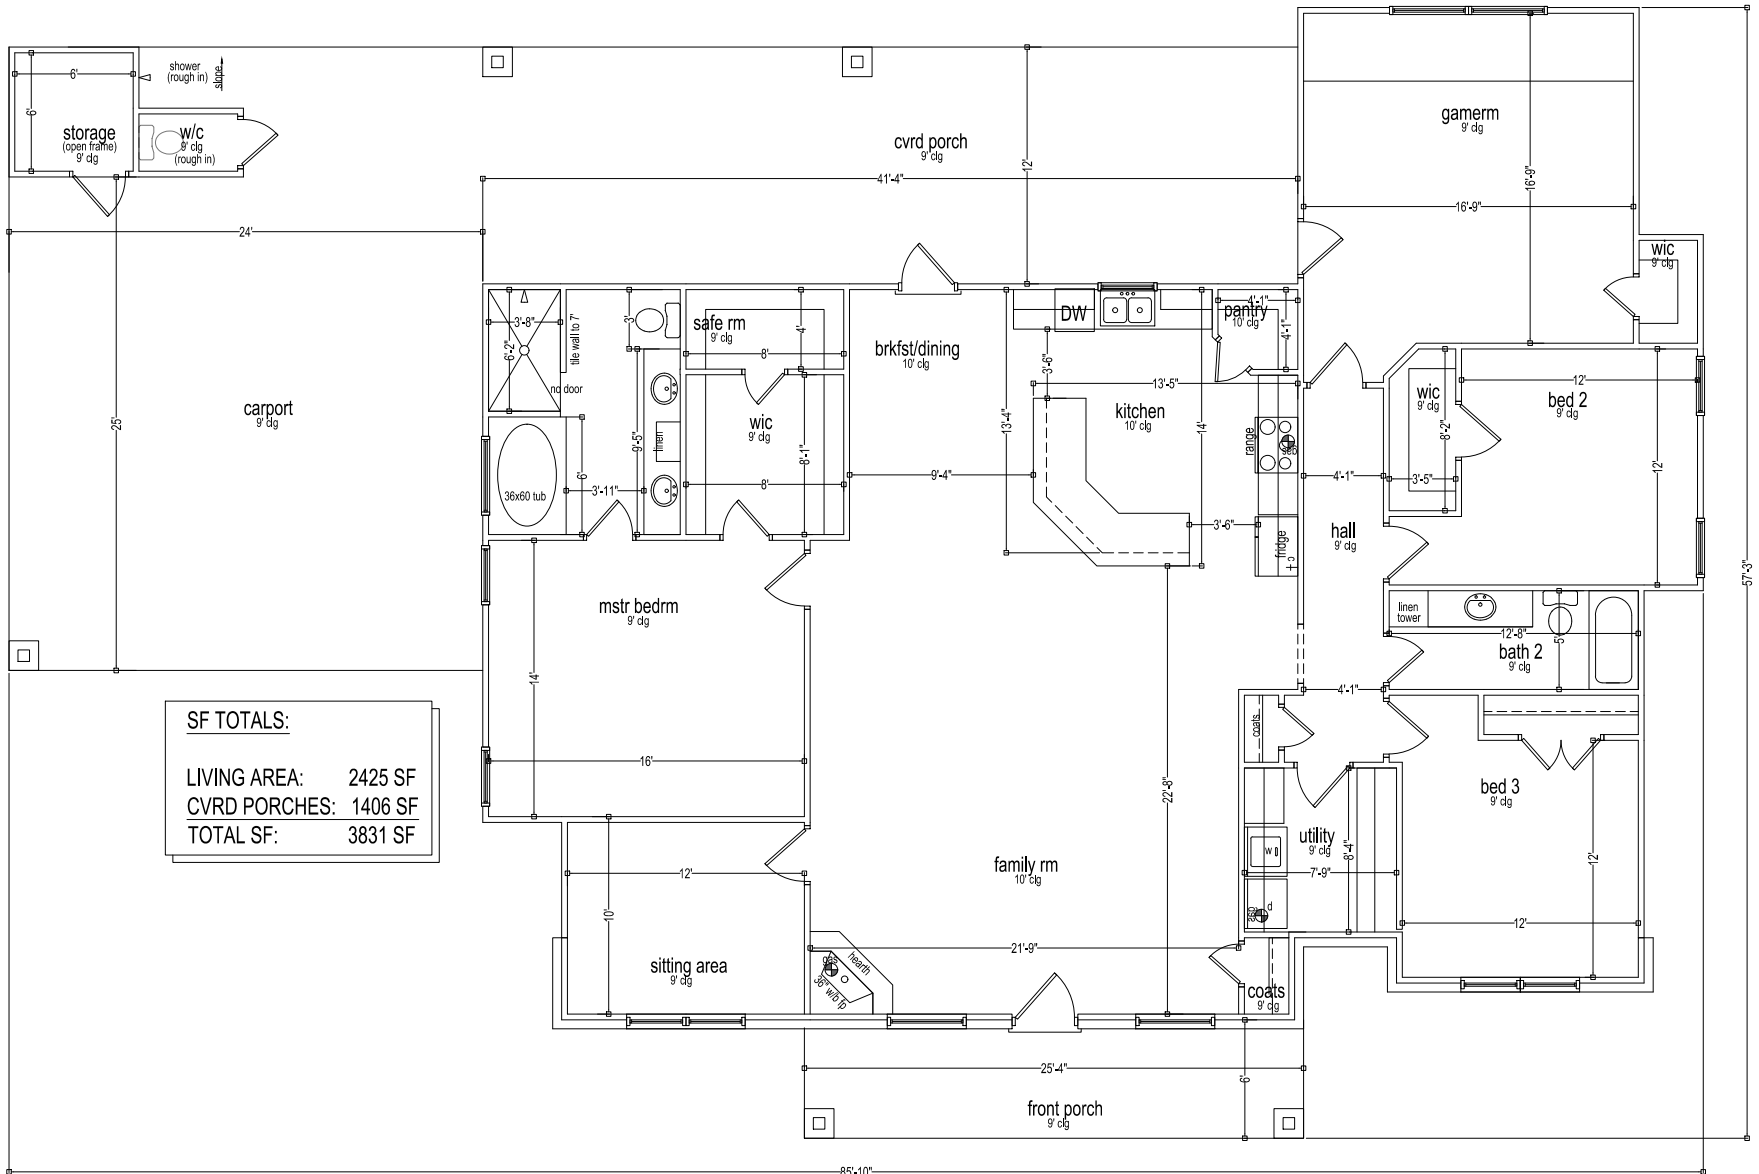 6'
6'
shower
(rough in)
slope
storage
(open frame)
9' clg
w/c
9' clg
(rough in)
cvrd porch
9' clg
12'
41'-4"
24'
gamerm
9' clg
16'-9"
16'-9"
wic
9' clg
carport
9' clg
25'
3'-8"
6'-2"
tile wall to 7'
no door
3'
safe rm
9' clg
4'
8'
brkfst/dining
10' clg
DW
4'-1"
pantry
10' clg
4'-1"
3'-6"
13'-5"
kitchen
10' clg
13'-4"
14'
range
gas
wic
9' clg
8'-1"
8'
linen
9'-5"
6'
3'-11"
36x60 tub
9'-4"
3'-6"
fridge
4'-1"
hall
9' clg
wic
9' clg
8'-2"
3'-5"
12'
bed 2
9' clg
12'
57'-3"
mstr bedrm
9' clg
14'
16'
linen
tower
12'-8"
5'
bath 2
9' clg
4'-1"
coats
22'-8"
SF TOTALS:
LIVING AREA: 2425 SF
CVRD PORCHES: 1406 SF
TOTAL SF: 3831 SF
bed 3
9' clg
12'
12'
utility
9' clg
8'-4"
7'-9"
w
d
gas
family rm
10' clg
12'
10'
sitting area
9' clg
21'-9"
hearth
gas
36" w/b fp
coats
9' clg
25'-4"
6'
front porch
9' clg
85'-10"